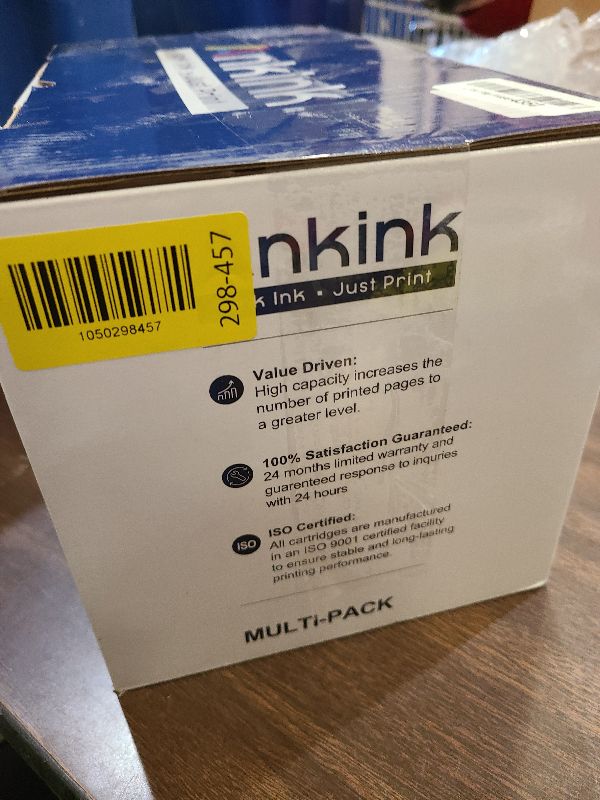 nkink
1050298457
298-457
nkink
k Ink • Just Print
Value Driven:
High capacity increases the
number of printed pages to
a greater level.
100% Satisfaction Guaranteed:
24 months limited warranty and
guarenteed response to inquries
with 24 hours
ISO
ISO Certified:
All cartridges are manufactured
in an ISO 9001 certified facility
to ensure stable and long-lasting
printing performance.
MULTi-PACK